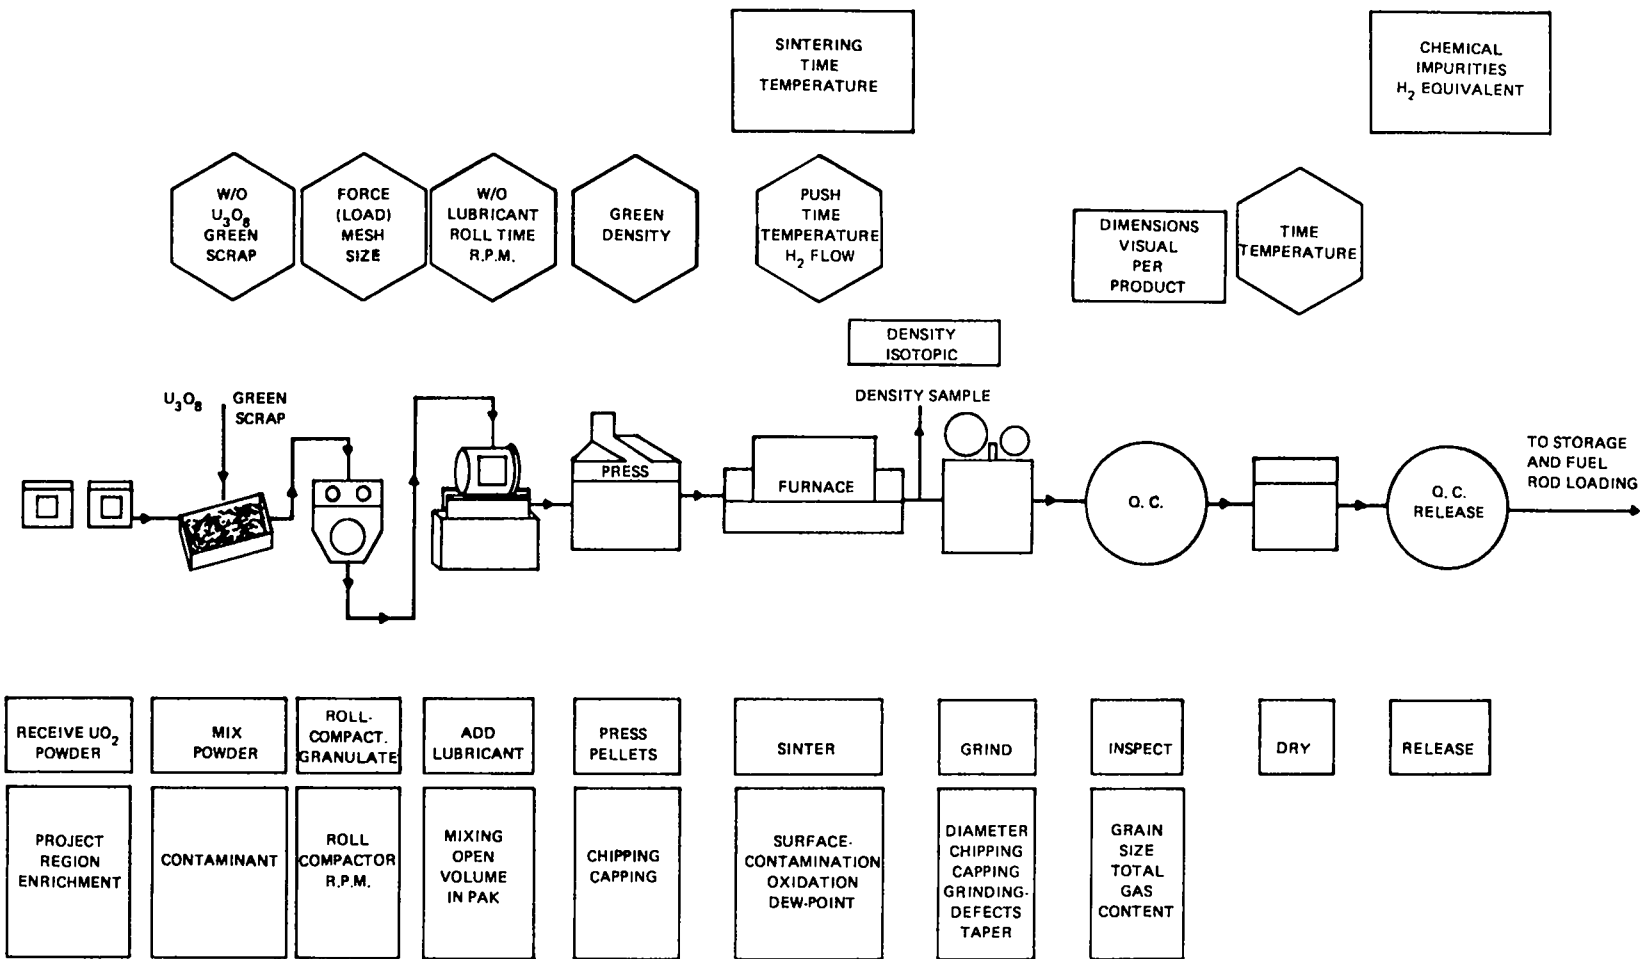 SINTERING
TIME
TEMPERATURE
CHEMICAL
IMPURITIES
H₂ EQUIVALENT
W/O
U₃O₈
GREEN
SCRAP
FORCE
(LOAD)
MESH
SIZE
W/O
LUBRICANT
ROLL TIME
R.P.M.
GREEN
DENSITY
PUSH
TIME
TEMPERATURE
H₂ FLOW
DIMENSIONS
VISUAL
PER
PRODUCT
TIME
TEMPERATURE
DENSITY
ISOTOPIC
U₃O₈
GREEN
SCRAP
DENSITY SAMPLE
PRESS
FURNACE
Q. C.
Q. C.
RELEASE
TO STORAGE
AND FUEL
ROD LOADING
RECEIVE UO₂
POWDER
MIX
POWDER
ROLL-
COMPACT.
GRANULATE
ADD
LUBRICANT
PRESS
PELLETS
SINTER
GRIND
INSPECT
DRY
RELEASE
PROJECT
REGION
ENRICHMENT
CONTAMINANT
ROLL
COMPACTOR
R.P.M.
MIXING
OPEN
VOLUME
IN PAK
CHIPPING
CAPPING
SURFACE-
CONTAMINATION
OXIDATION
DEW-POINT
DIAMETER
CHIPPING
CAPPING
GRINDING-
DEFECTS
TAPER
GRAIN
SIZE
TOTAL
GAS
CONTENT